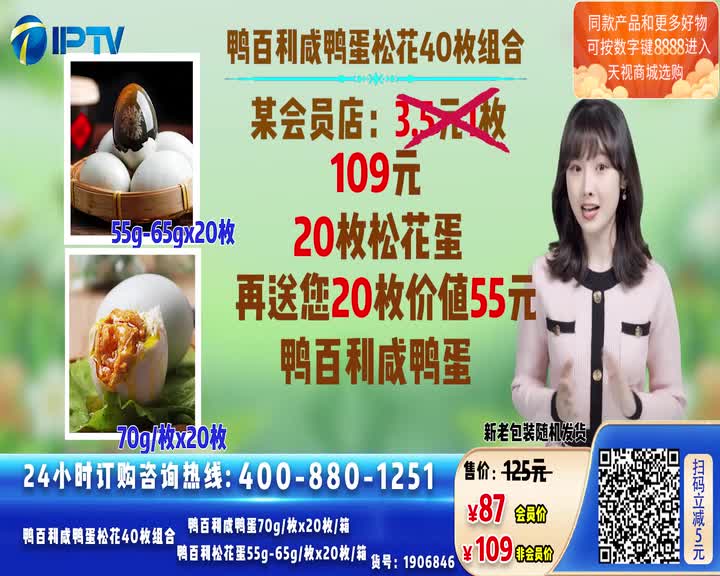 IPTV
鸭百利咸鸭蛋松花40枚组合
同款产品和更多好物
可按数字键8888进入
天视商城选购
某会员店：3.5元1枚
109元
20枚松花蛋
再送您20枚价值55元
鸭百利咸鸭蛋
55g-65gx20枚
70g/枚x20枚
新老包装随机发货
24小时订购咨询热线：400-880-1251
鸭百利咸鸭蛋松花40枚组合
鸭百利咸鸭蛋70g/枚x20枚/箱
鸭百利松花蛋55g-65g/枚x20枚/箱
货号：1906846
售价：125元
¥87 会员价
¥109 非会员价
扫码立减5元